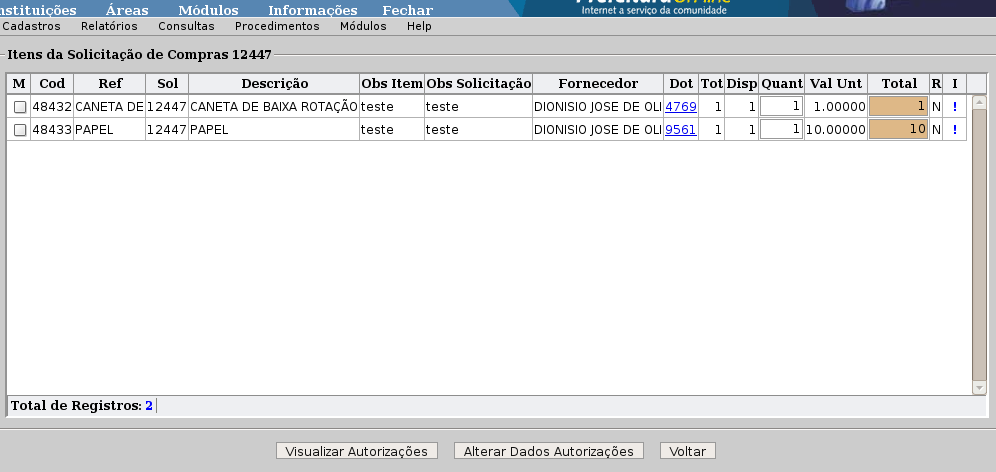 Instituições Áreas Módulos Informações Fechar
Internet a serviço da comunidade
Cadastros Relatórios Consultas Procedimentos Módulos Help
Itens da Solicitação de Compras 12447
M Cod Ref Sol Descrição Obs Item Obs Solicitação Fornecedor Dot Tot Disp Quant Val Unt Total R I
48432 CANETA DE 12447 CANETA DE BAIXA ROTAÇÃO teste teste DIONISIO JOSE DE OLI 4769 1 1 1 1.00000 1 N !
48433 PAPEL 12447 PAPEL teste teste DIONISIO JOSE DE OLI 9561 1 1 1 10.00000 10 N !
Total de Registros: 2
Visualizar Autorizações Alterar Dados Autorizações Voltar